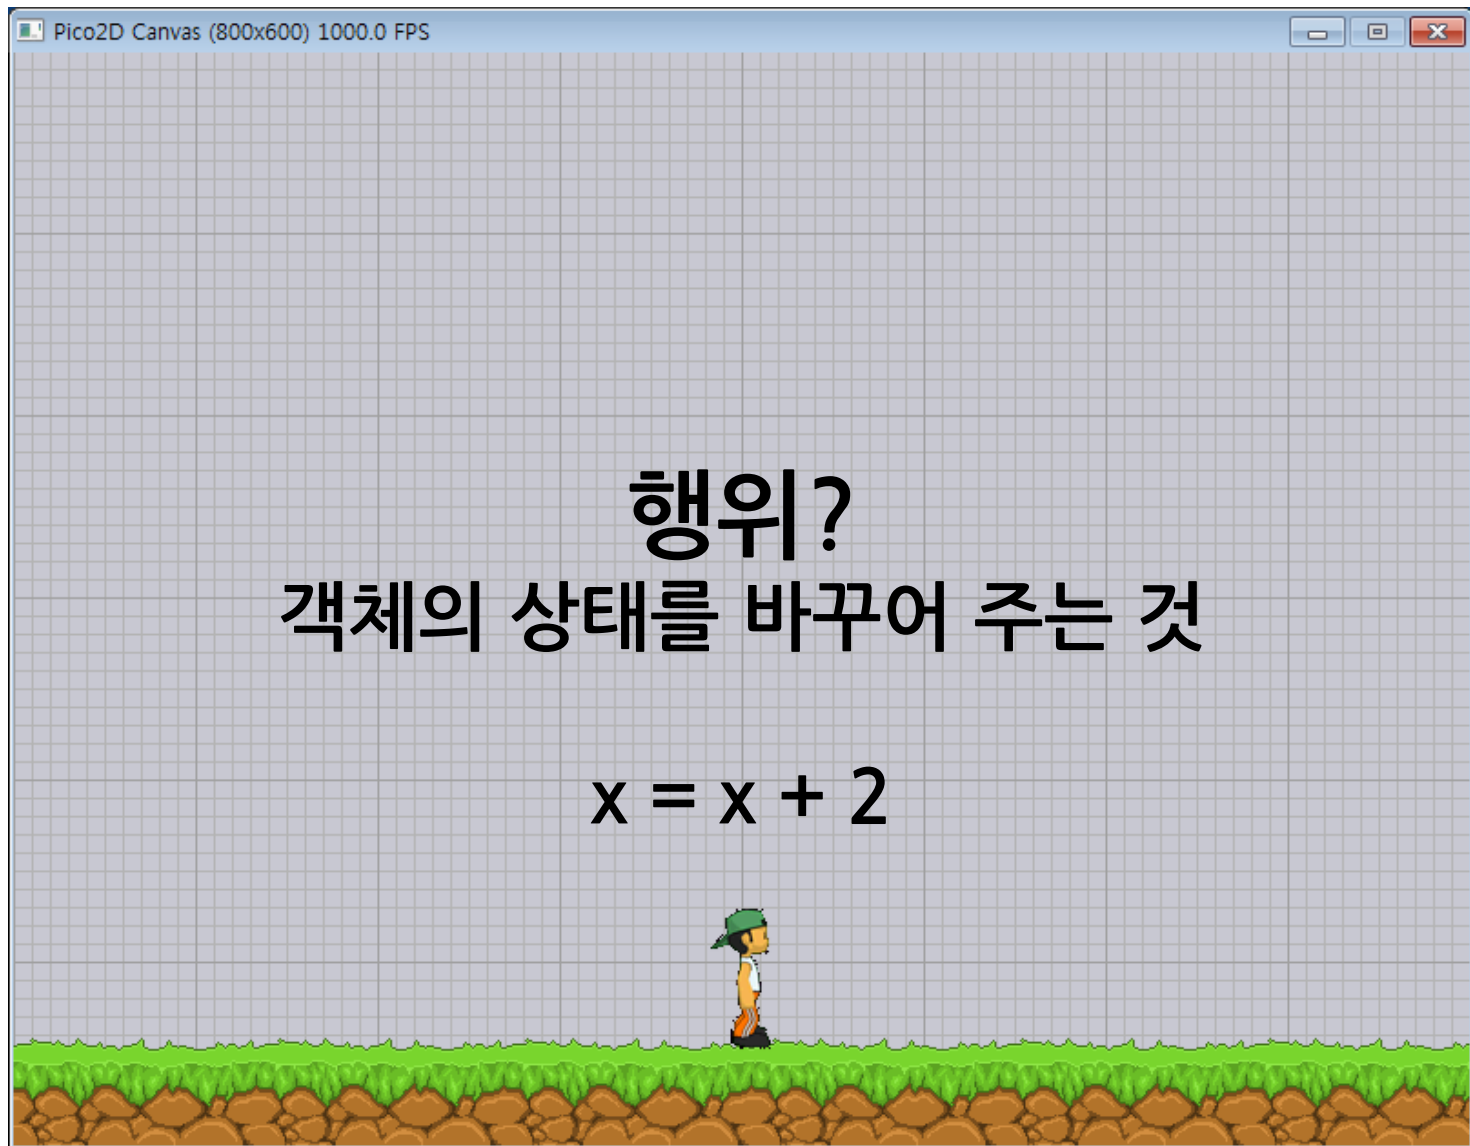 Pico2D Canvas (800x600) 1000.0 FPS
행위?
객체의 상태를 바꾸어 주는 것
x = x + 2